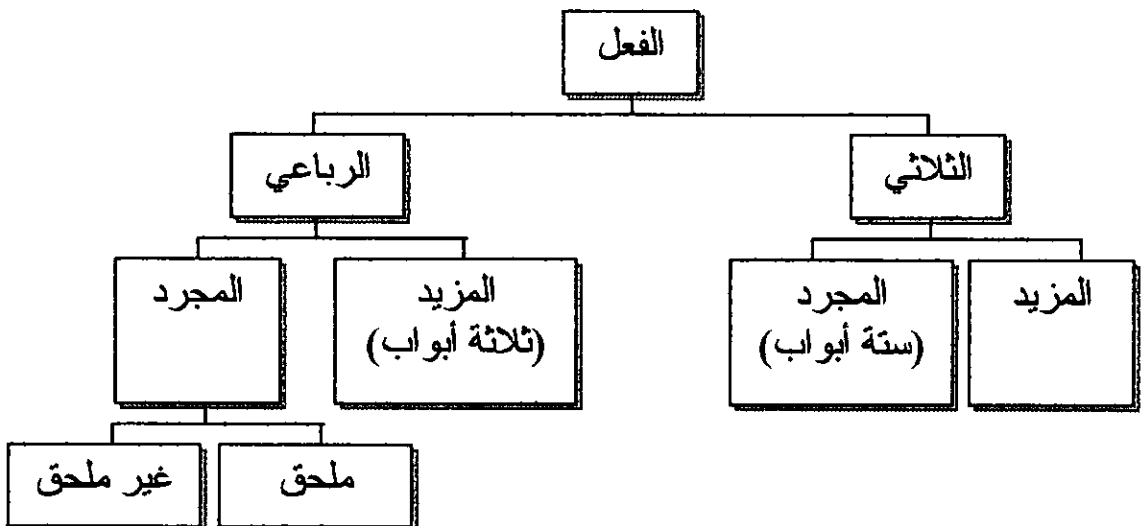 الفعل
الثلاثي
الرباعي
المزيد
المجرد
(ستة أبواب)
المزيد
(ثلاثة أبواب)
المجرد
ملحق
غير ملحق